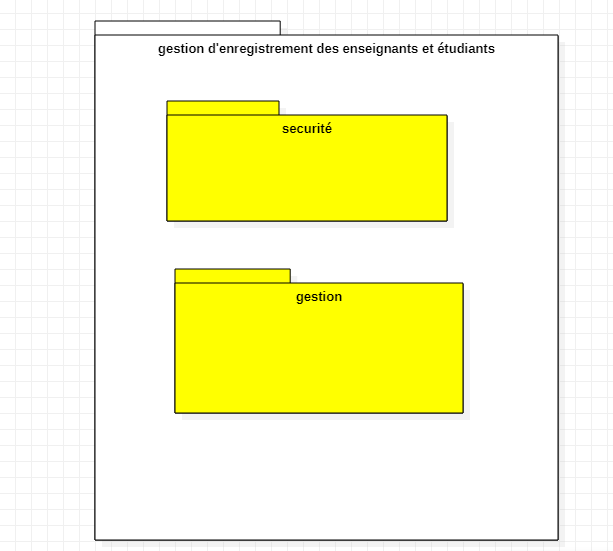 gestion d'enregistrement des enseignants et étudiants
securité
gestion